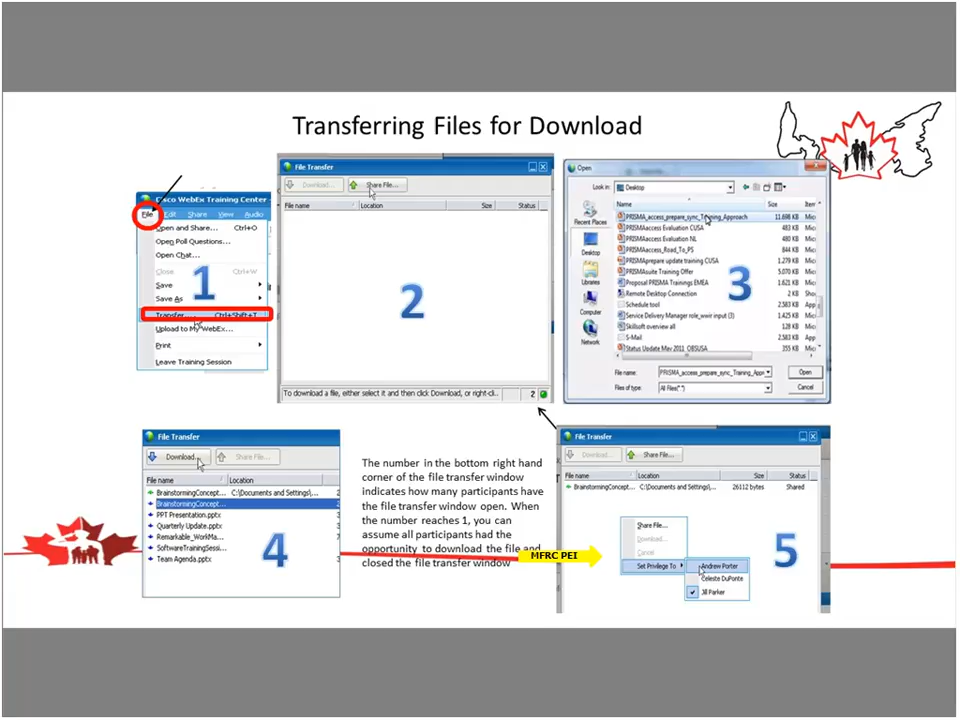 Transferring Files for Download
Cisco WebEx Training Center -
File Edit Share View Audio
Open and Share... Ctrl+O
Open Poll Questions...
Open Chat...
Close Ctrl+W
Save
Save As
Transfer... Ctrl+Shift+T
Upload to My WebEx...
Print
Leave Training Session
1
File Transfer
Download... Share File...
File name Location Size Status
2
To download a file, either select it and then click Download, or right-cli... 2
Open
Look in: Desktop
Name Size Item
Recent Places
Desktop
Libraries
Computer
Network
PRISMA_access_prepare_sync_Training_Approach 11.698 KB Mic
PRISMAaccess Evaluation CUSA 483 KB Mic
PRISMAaccess Evaluation NL 480 KB Mic
PRISMAaccess_Road_To_PS 844 KB Mic
PRISMAprepare update training CUSA 1.279 KB Mic
PRISMAsuite Training Offer 5.070 KB Mic
Proposal PRISMA Trainings EMEA 1.621 KB Mic
Remote Desktop Connection 2 KB
Schedule tool 2.583 KB
Service Delivery Manager role_wwir input (3) 1.425 KB Mic
Skillsoft overview all 328 KB Mic
S-Mail 2.583 KB
Status Update May 2011_OBSUSA 355 KB Mic
3
File name: PRISMA_access_prepare_sync_Training_Appr Open
Files of type: All Files(*.*) Cancel
File Transfer
Download... Share File...
File name Location
BrainstormingConcept... C:\Documents and Settings\...
BrainstormingConcept...
PPT Presentation.pptx
Quarterly Update.pptx
Remarkable_WorkMa...
SoftwareTrainingSessi...
Team Agenda.pptx
4
The number in the bottom right hand
corner of the file transfer window
indicates how many participants have
the file transfer window open. When
the number reaches 1, you can
assume all participants had the
opportunity to download the file and
closed the file transfer window
MFRC PEI
File Transfer
Download... Share File...
File name Location Size Status
BrainstormingConcept... C:\Documents and Settings\... 26112 bytes Shared
Share File...
Download...
Cancel
Set Privilege To Andrew Porter
Celeste DuPonte
Jill Parker
5